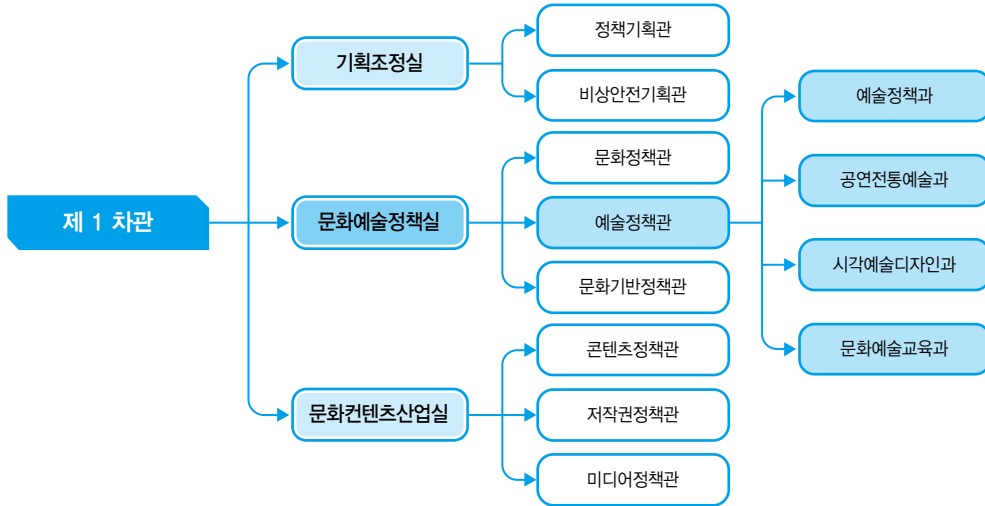 제 1 차관
기획조정실
정책기획관
비상안전기획관
문화예술정책실
문화정책관
예술정책관
예술정책과
공연전통예술과
시각예술디자인과
문화예술교육과
문화기반정책관
문화컨텐츠산업실
콘텐츠정책관
저작권정책관
미디어정책관